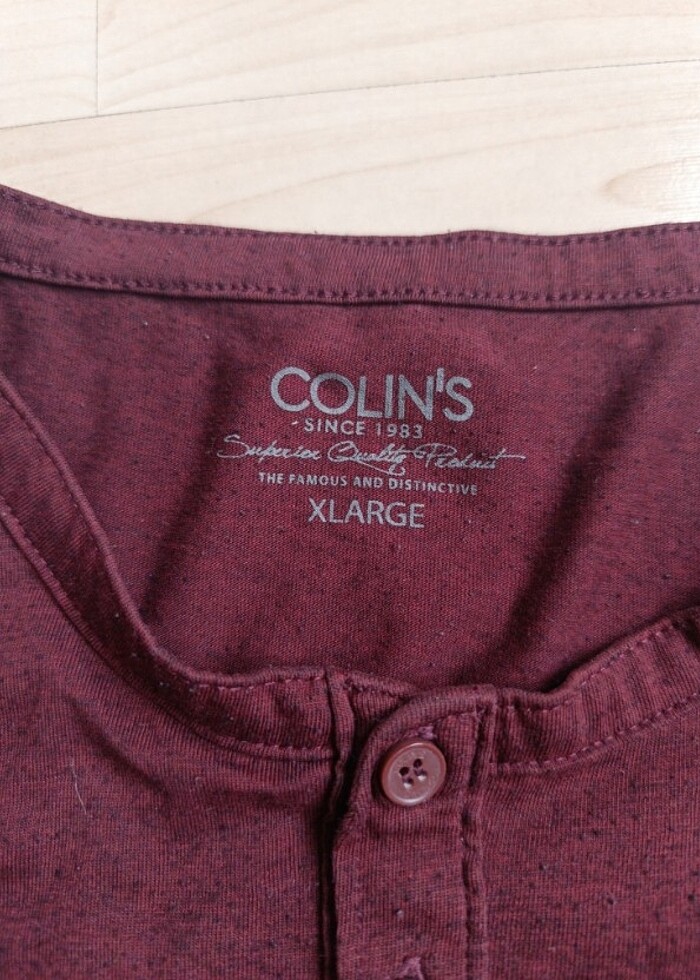 COLIN'S
SINCE 1983
Superior Quality Product
THE FAMOUS AND DISTINCTIVE
XLARGE